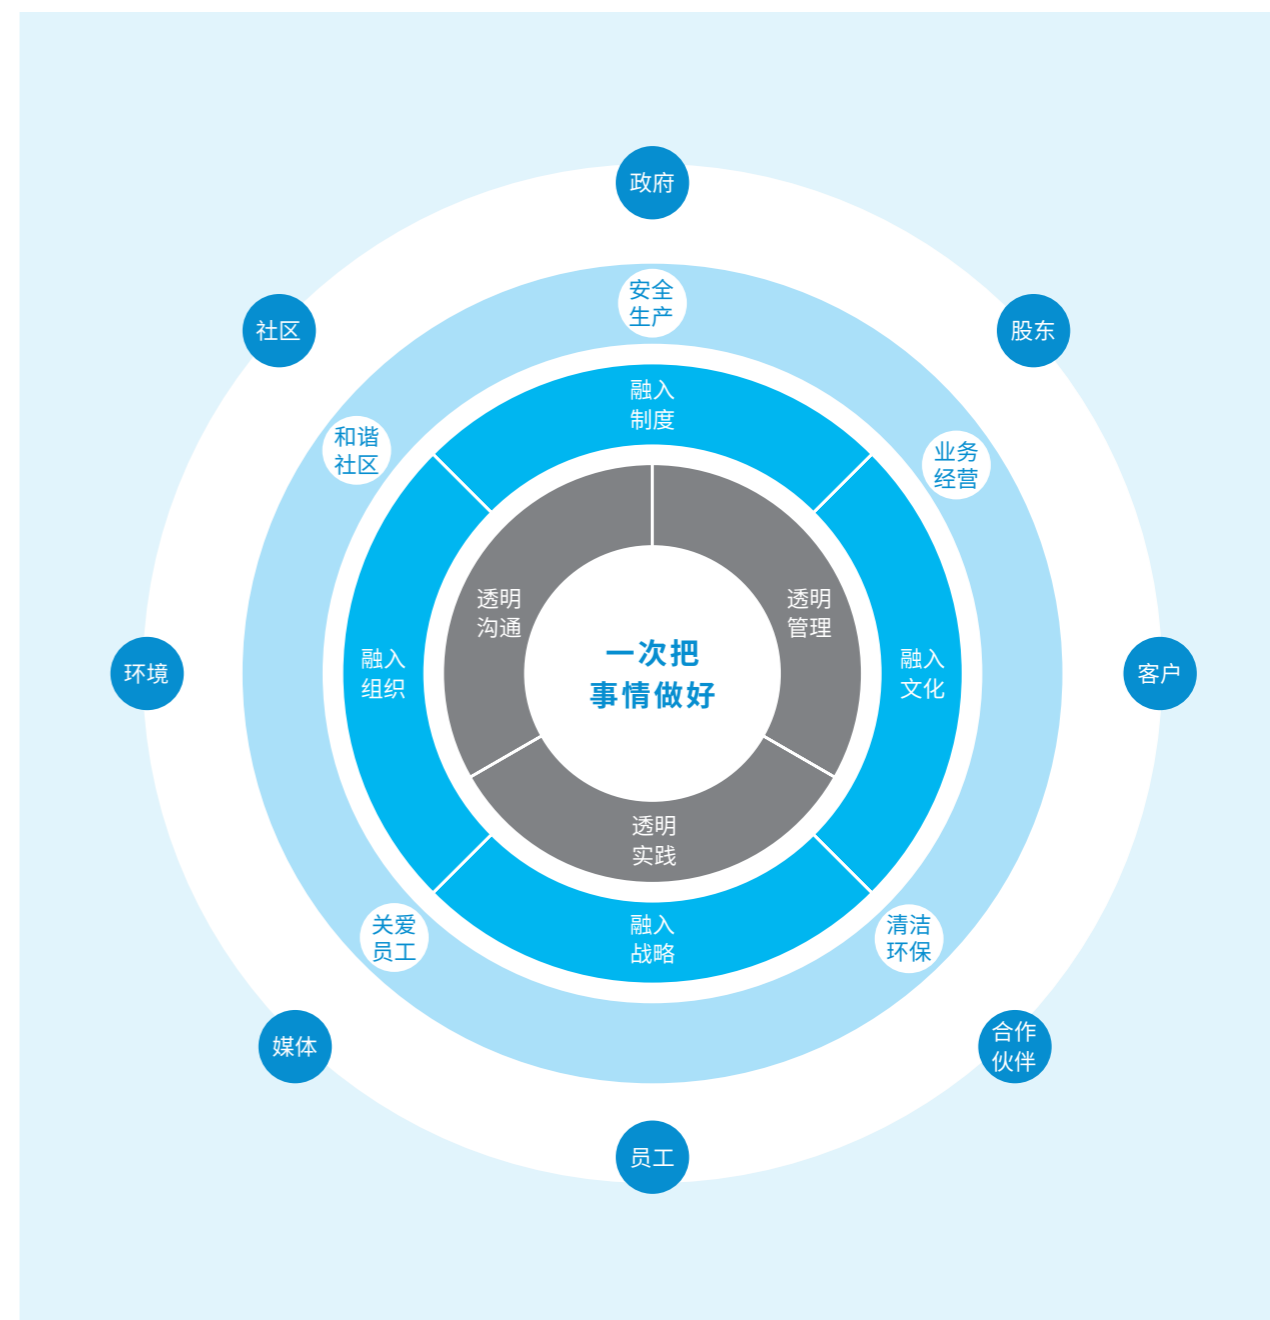 政府
社区
股东
安全
生产
融入
制度
和谐
社区
业务
经营
透明
沟通
透明
管理
融入
组织
一次把
事情做好
融入
文化
环境
客户
透明
实践
融入
战略
关爱
员工
清洁
环保
媒体
合作
伙伴
员工